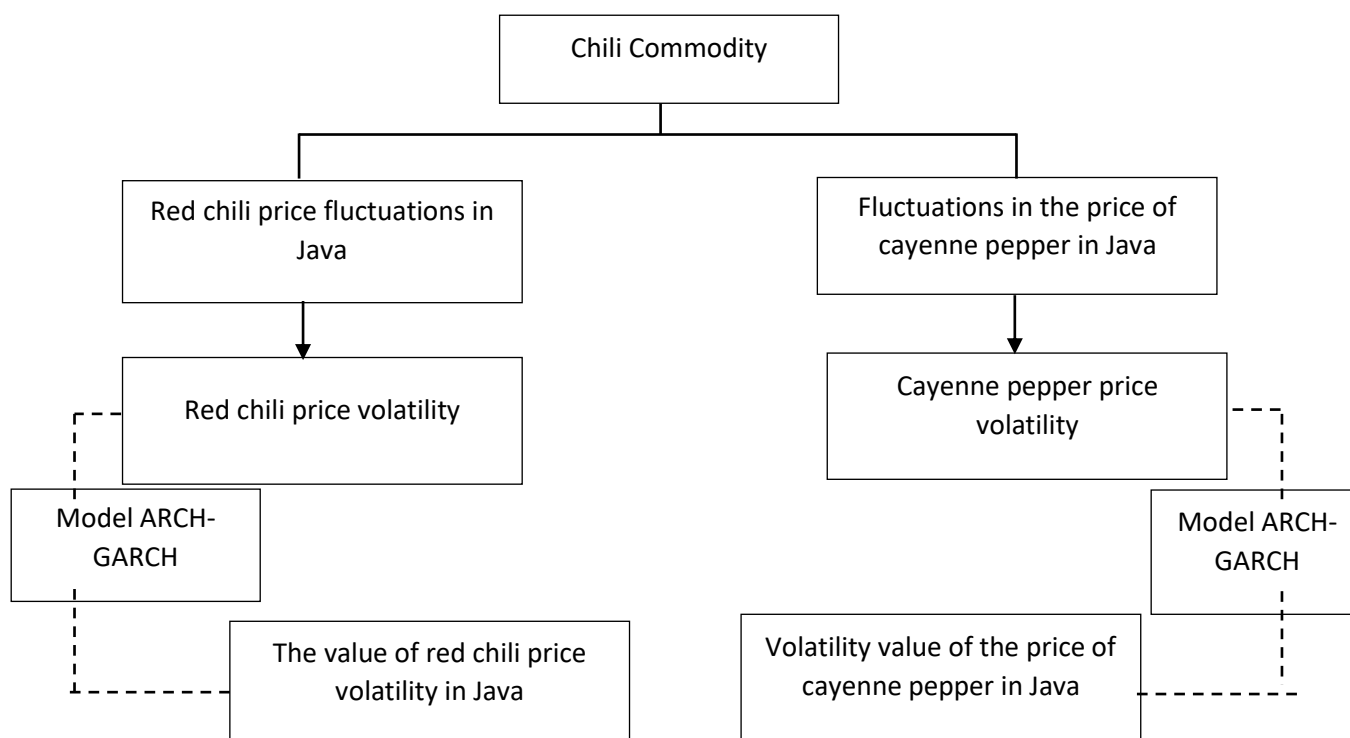 Chili Commodity
Red chili price fluctuations in
Java
Fluctuations in the price of
cayenne pepper in Java
Red chili price volatility
Cayenne pepper price
volatility
Model ARCH-
GARCH
Model ARCH-
GARCH
The value of red chili price
volatility in Java
Volatility value of the price of
cayenne pepper in Java